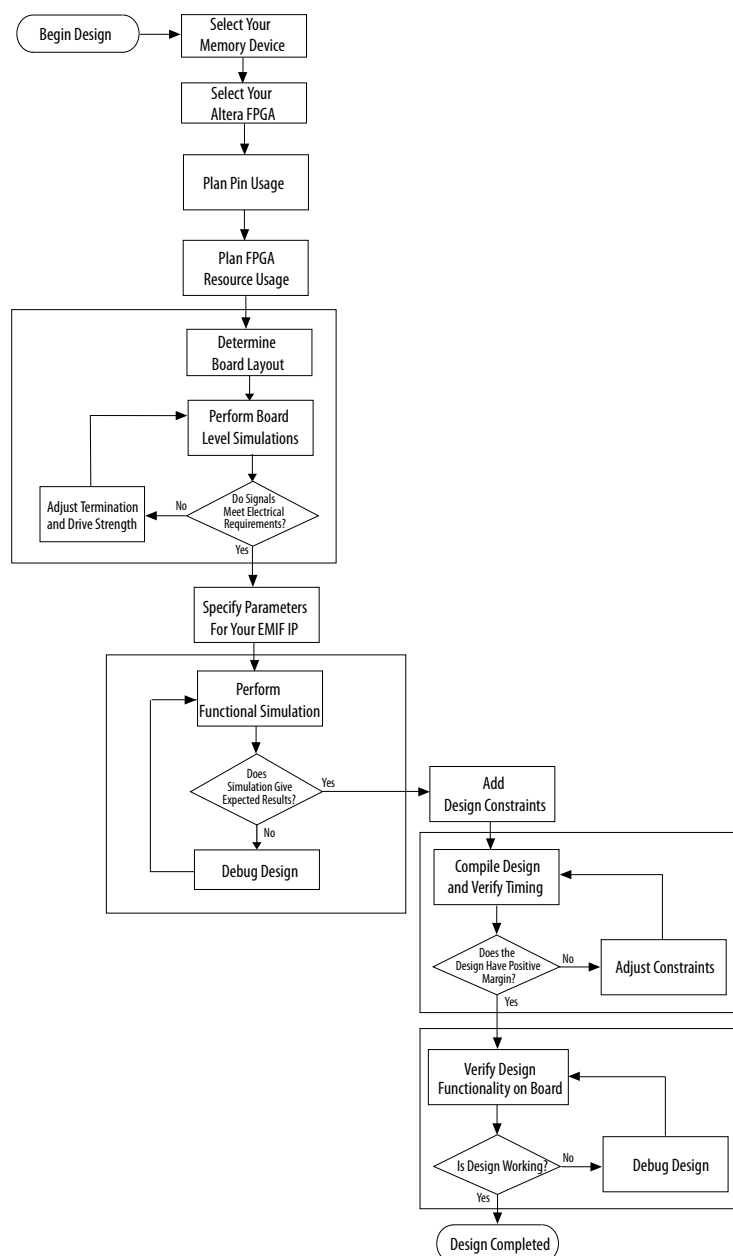 Begin Design
Select Your
Memory Device
Select Your
Altera FPGA
Plan Pin Usage
Plan FPGA
Resource Usage
Determine
Board Layout
Perform Board
Level Simulations
Adjust Termination
and Drive Strength
No
Do Signals
Meet Electrical
Requirements?
Yes
Specify Parameters
For Your EMIF IP
Perform
Functional Simulation
Does
Simulation Give
Expected Results?
Yes
No
Debug Design
Add
Design Constraints
Compile Design
and Verify Timing
Does the
Design Have Positive
Margin?
No
Adjust Constraints
Yes
Verify Design
Functionality on Board
Is Design Working?
No
Debug Design
Yes
Design Completed